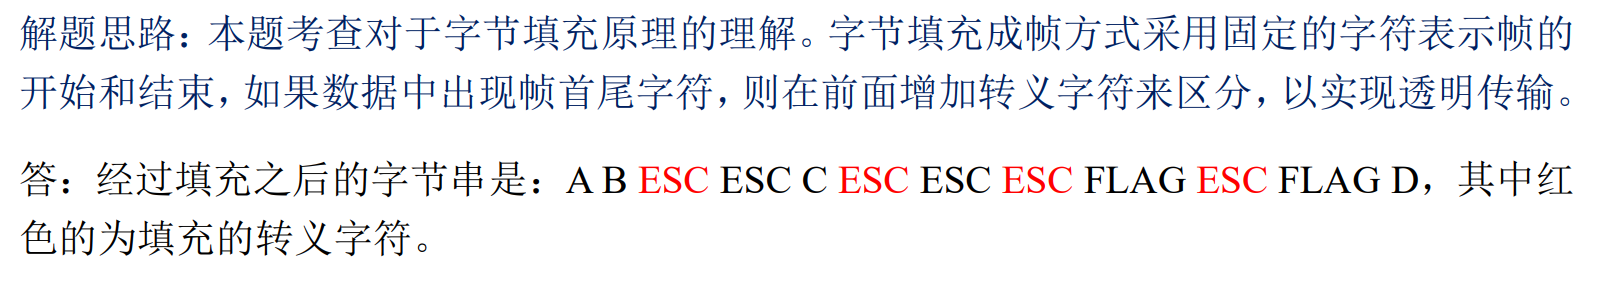 解题思路：本题考查对于字节填充原理的理解。字节填充成帧方式采用固定的字符表示帧的
开始和结束，如果数据中出现帧首尾字符，则在前面增加转义字符来区分，以实现透明传输。
答：经过填充之后的字节串是：A B ESC ESC C ESC ESC ESC FLAG ESC FLAG D，其中红
色的为填充的转义字符。